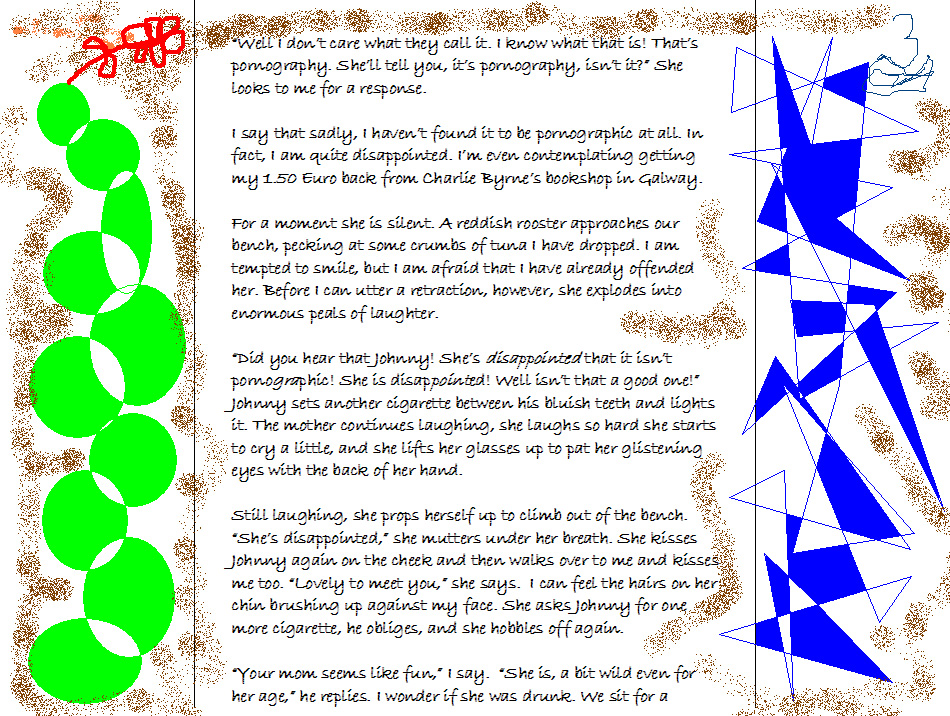 “Well I don’t care what they call it. I know what that is! That’s
pornography. She’ll tell you, it’s pornography, isn’t it?” She
looks to me for a response.
I say that sadly, I haven’t found it to be pornographic at all. In
fact, I am quite disappointed. I’m even contemplating getting
my 1.50 Euro back from Charlie Byrne’s bookshop in Galway.
For a moment she is silent. A reddish rooster approaches our
bench, pecking at some crumbs of tuna I have dropped. I am
tempted to smile, but I am afraid that I have already offended
her. Before I can utter a retraction, however, she explodes into
enormous peals of laughter.
“Did you hear that Johnny! She’s disappointed that it isn’t
pornographic! She is disappointed! Well isn’t that a good one!”
Johnny sets another cigarette between his bluish teeth and lights
it. The mother continues laughing, she laughs so hard she starts
to cry a little, and she lifts her glasses up to pat her glistening
eyes with the back of her hand.
Still laughing, she props herself up to climb out of the bench.
“She’s disappointed,” she mutters under her breath. She kisses
Johnny again on the cheek and then walks over to me and kisses
me too. “Lovely to meet you,” she says.  I can feel the hairs on her
chin brushing up against my face. She asks Johnny for one
more cigarette, he obliges, and she hobbles off again.
“Your mom seems like fun,” I say.  “She is, a bit wild even for
her age,” he replies. I wonder if she was drunk. We sit for a